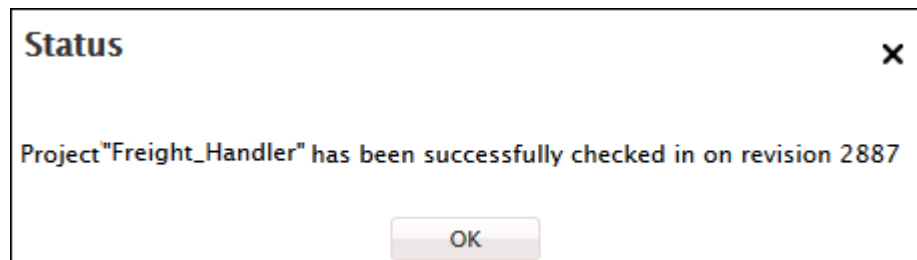 Status
Project"Freight_Handler" has been successfully checked in on revision 2887
OK